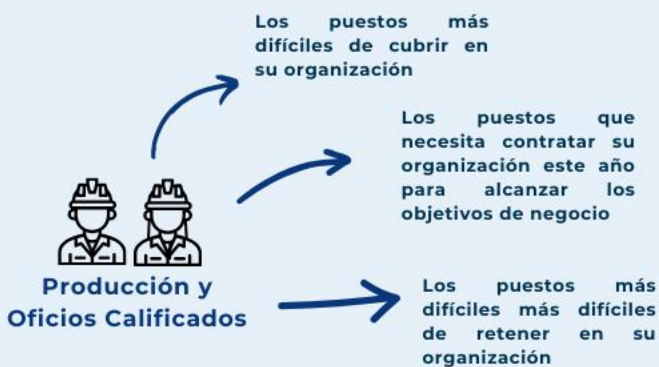 Los puestos más
difíciles de cubrir en
su organización
Los puestos que
necesita contratar su
organización este año
para alcanzar los
objetivos de negocio
Producción y
Oficios Calificados
Los puestos más
difíciles más difíciles
de retener en su
organización